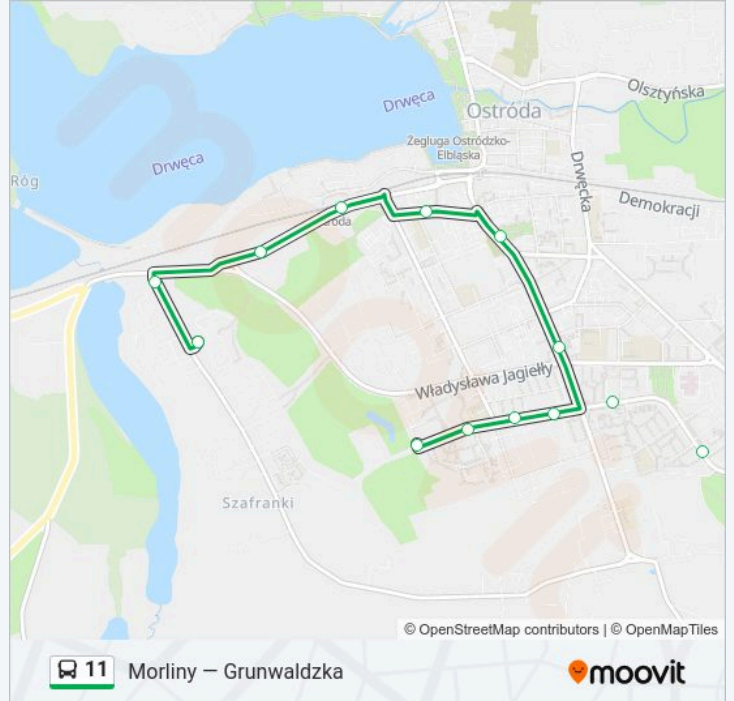 Olsztyńska
Drwęca
Ostróda
Żegluga Ostródzko-
Elbląska
Drwęca
Drwęcka
Róg
Demokracji
Władysława Jagiełły
Szafranki
© OpenStreetMap contributors | © OpenMapTiles
11 Morliny — Grunwaldzka
moovit